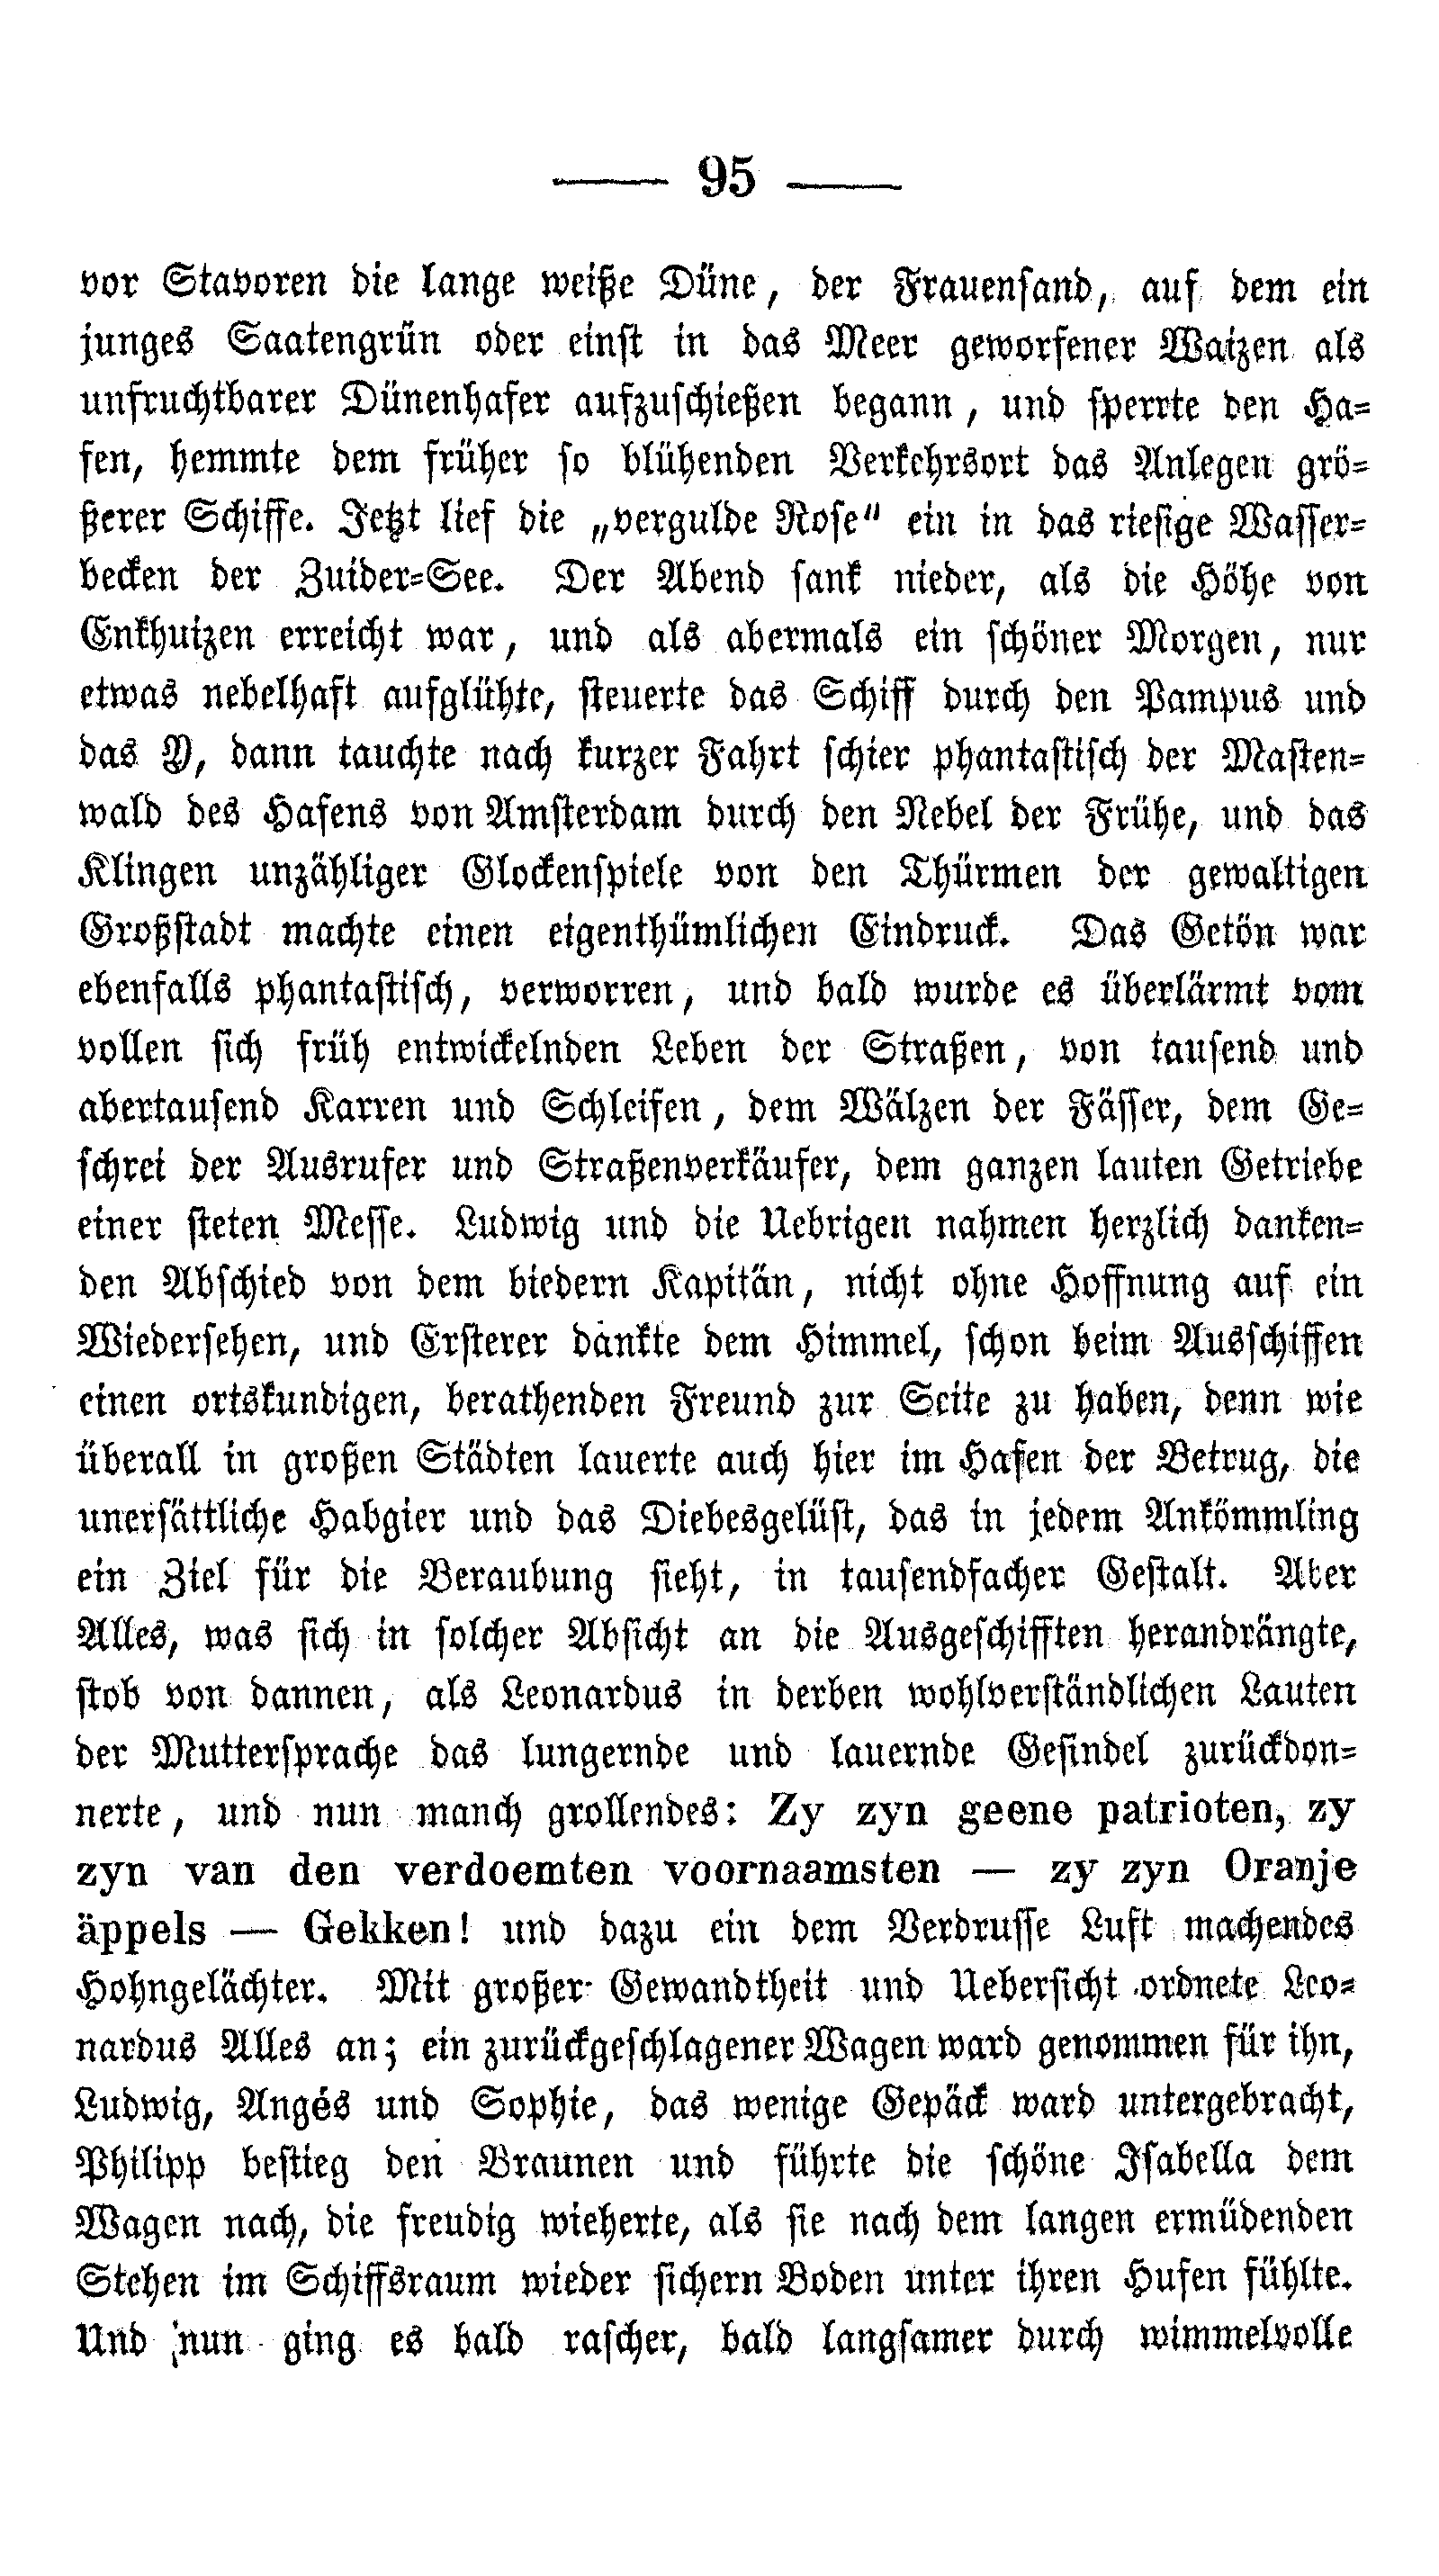 — 95 —
vor Stavoren die lange weiße Düne, der Frauensand, auf dem ein
junges Saatengrün oder einst in das Meer geworfener Waizen als
unfruchtbarer Dünenhafer aufzuschießen begann, und sperrte den Ha-
fen, hemmte dem früher so blühenden Verkehrsort das Anlegen grö-
ßerer Schiffe. Jetzt lief die „vergulde Rose“ ein in das riesige Wasser-
becken der Zuider-See. Der Abend sank nieder, als die Höhe von
Enkhuizen erreicht war, und als abermals ein schöner Morgen, nur
etwas nebelhaft aufglühte, steuerte das Schiff durch den Pampus und
das Y, dann tauchte nach kurzer Fahrt schier phantastisch der Masten-
wald des Hafens von Amsterdam durch den Nebel der Frühe, und das
Klingen unzähliger Glockenspiele von den Thürmen der gewaltigen
Großstadt machte einen eigenthümlichen Eindruck. Das Getön war
ebenfalls phantastisch, verworren, und bald wurde es überlärmt vom
vollen sich früh entwickelnden Leben der Straßen, von tausend und
abertausend Karren und Schleifen, dem Wälzen der Fässer, dem Ge-
schrei der Ausrufer und Straßenverkäufer, dem ganzen lauten Getriebe
einer steten Messe. Ludwig und die Uebrigen nahmen herzlich danken-
den Abschied von dem biedern Kapitän, nicht ohne Hoffnung auf ein
Wiedersehen, und Ersterer dankte dem Himmel, schon beim Ausschiffen
einen ortskundigen, berathenden Freund zur Seite zu haben, denn wie
überall in großen Städten lauerte auch hier im Hafen der Betrug, die
unersättliche Habgier und das Diebesgelüst, das in jedem Ankömmling
ein Ziel für die Beraubung sieht, in tausendfacher Gestalt. Aber
Alles, was sich in solcher Absicht an die Ausgeschifften herandrängte,
stob von dannen, als Leonardus in derben wohlverständlichen Lauten
der Muttersprache das lungernde und lauernde Gesindel zurückdon-
nerte, und nun manch grollendes: Zy zyn geene patrioten, zy
zyn van den verdoemten voornaamsten — zy zyn Oranje
äppels — Gekken! und dazu ein dem Verdrusse Luft machendes
Hohngelächter. Mit großer Gewandtheit und Uebersicht ordnete Leo-
nardus Alles an; ein zurückgeschlagener Wagen ward genommen für ihn,
Ludwig, Angés und Sophie, das wenige Gepäck ward untergebracht,
Philipp bestieg den Braunen und führte die schöne Isabella dem
Wagen nach, die freudig wieherte, als sie nach dem langen ermüdenden
Stehen im Schiffsraum wieder sichern Boden unter ihren Hufen fühlte.
Und nun ging es bald rascher, bald langsamer durch wimmelvolle